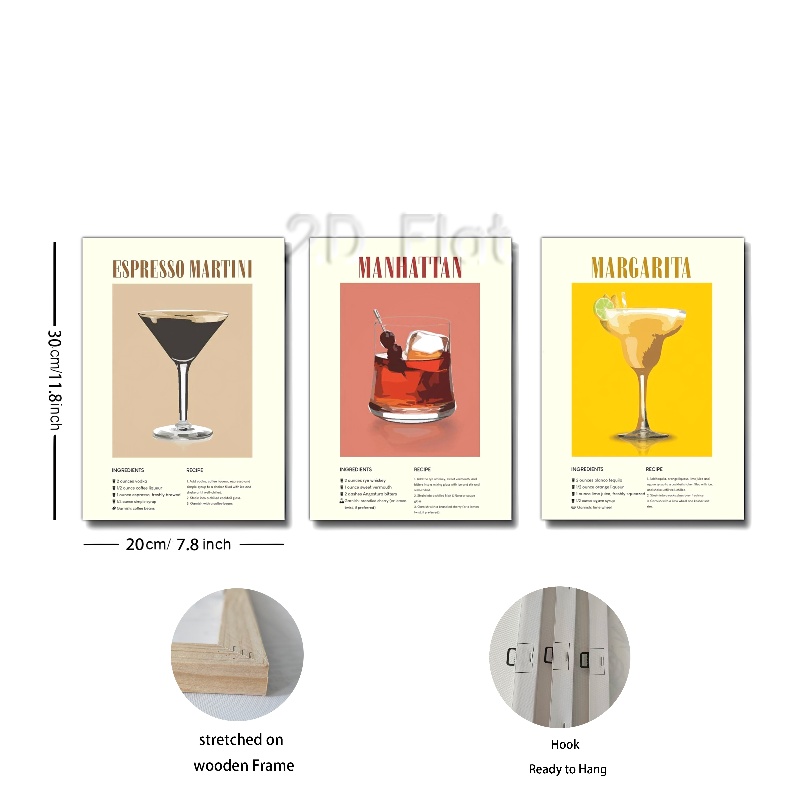 2D Flat
ESPRESSO MARTINI
MANHATTAN
MARGARITA
30cm/11.8inch
INGREDIENTS
RECIPE
2 ounces vodka
1/2 ounce coffee liqueur
1 ounce espresso, freshly brewed
1/2 ounce simple syrup
Garnish: coffee beans
INGREDIENTS
RECIPE
2 ounces rye whiskey
1 ounce sweet vermouth
2 dashes Angostura bitters
Garnish: brandied cherry (or lemon
twist, if preferred)
INGREDIENTS
RECIPE
2 ounces blanco tequila
1/2 ounce orange liqueur
1 ounce lime juice, freshly squeezed
1/2 ounce agave syrup
Garnish: lime wheel
20cm/ 7.8 inch
stretched on
wooden Frame
Hook
Ready to Hang